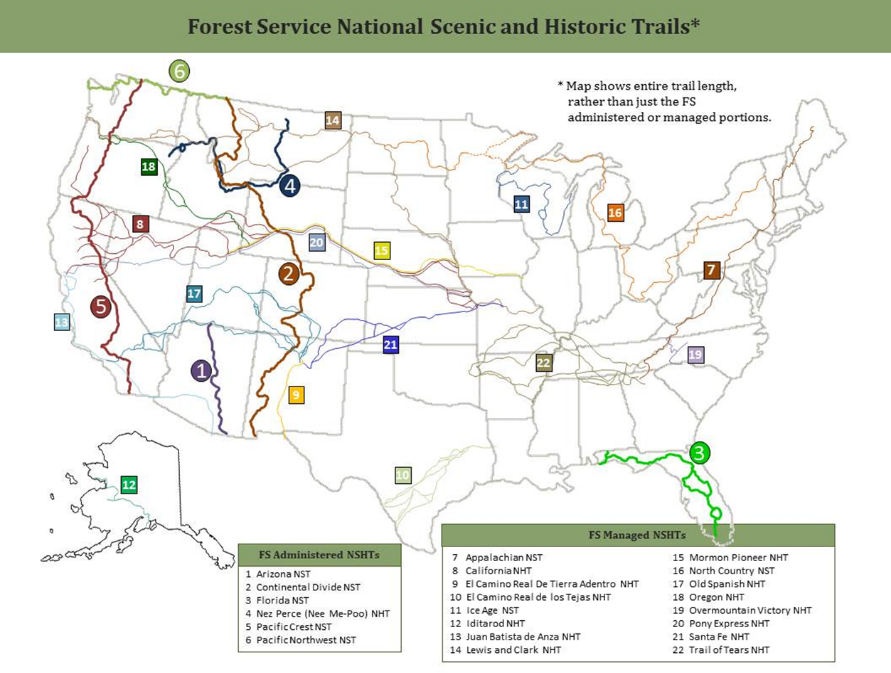 Forest Service National Scenic and Historic Trails*
6
* Map shows entire trail length,
rather than just the FS
administered or managed portions.
14
18
4
11
16
8
20
15
2
7
17
5
13
21
19
22
1
9
3
10
12
FS Administered NSHTs
1 Arizona NST
2 Continental Divide NST
3 Florida NST
4 Nez Perce (Nee Me-Poo) NHT
5 Pacific Crest NST
6 Pacific Northwest NST
FS Managed NSHTs
7 Appalachian NST
8 California NHT
9 El Camino Real De Tierra Adentro NHT
10 El Camino Real de los Tejas NHT
11 Ice Age NST
12 Iditarod NHT
13 Juan Batista de Anza NHT
14 Lewis and Clark NHT
15 Mormon Pioneer NHT
16 North Country NST
17 Old Spanish NHT
18 Oregon NHT
19 Overmountain Victory NHT
20 Pony Express NHT
21 Santa Fe NHT
22 Trail of Tears NHT